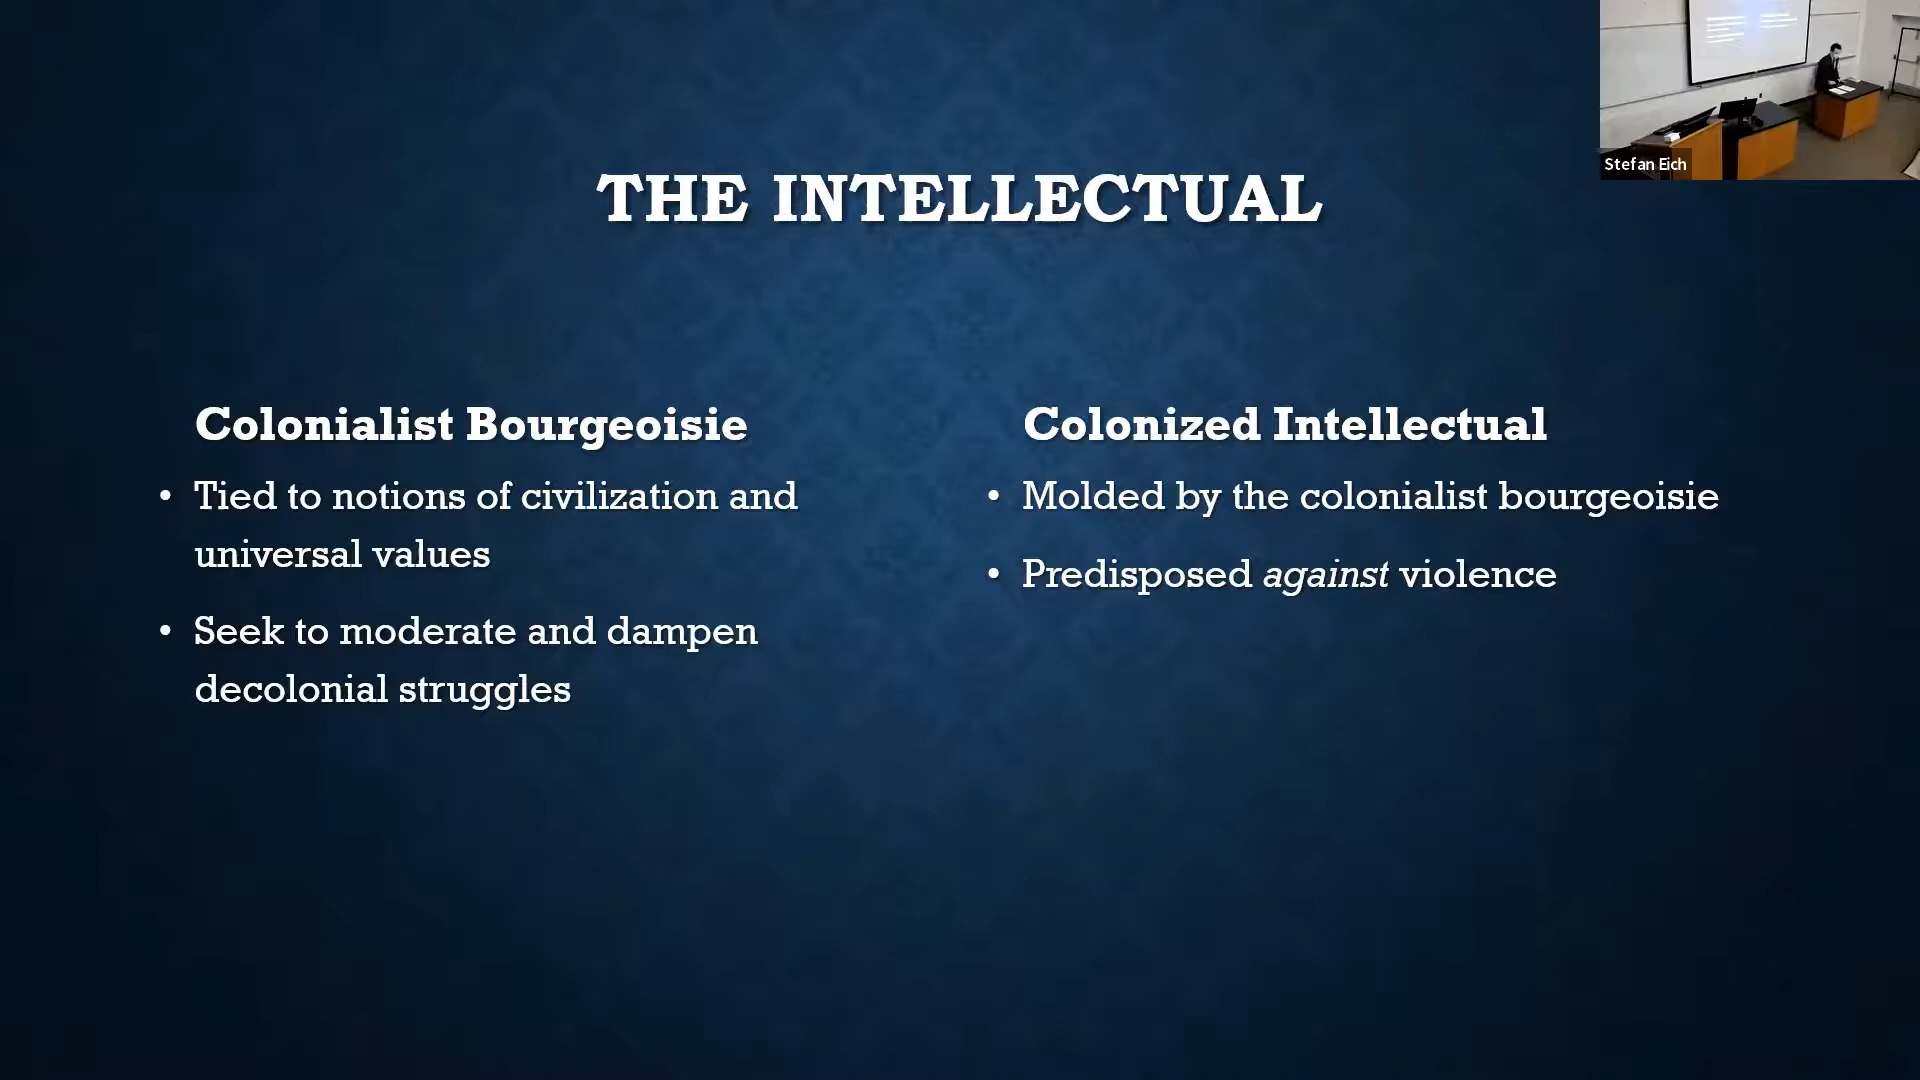 THE INTELLECTUAL
Stefan Eich
Colonialist Bourgeoisie
• Tied to notions of civilization and
universal values
• Seek to moderate and dampen
decolonial struggles
Colonized Intellectual
• Molded by the colonialist bourgeoisie
• Predisposed against violence